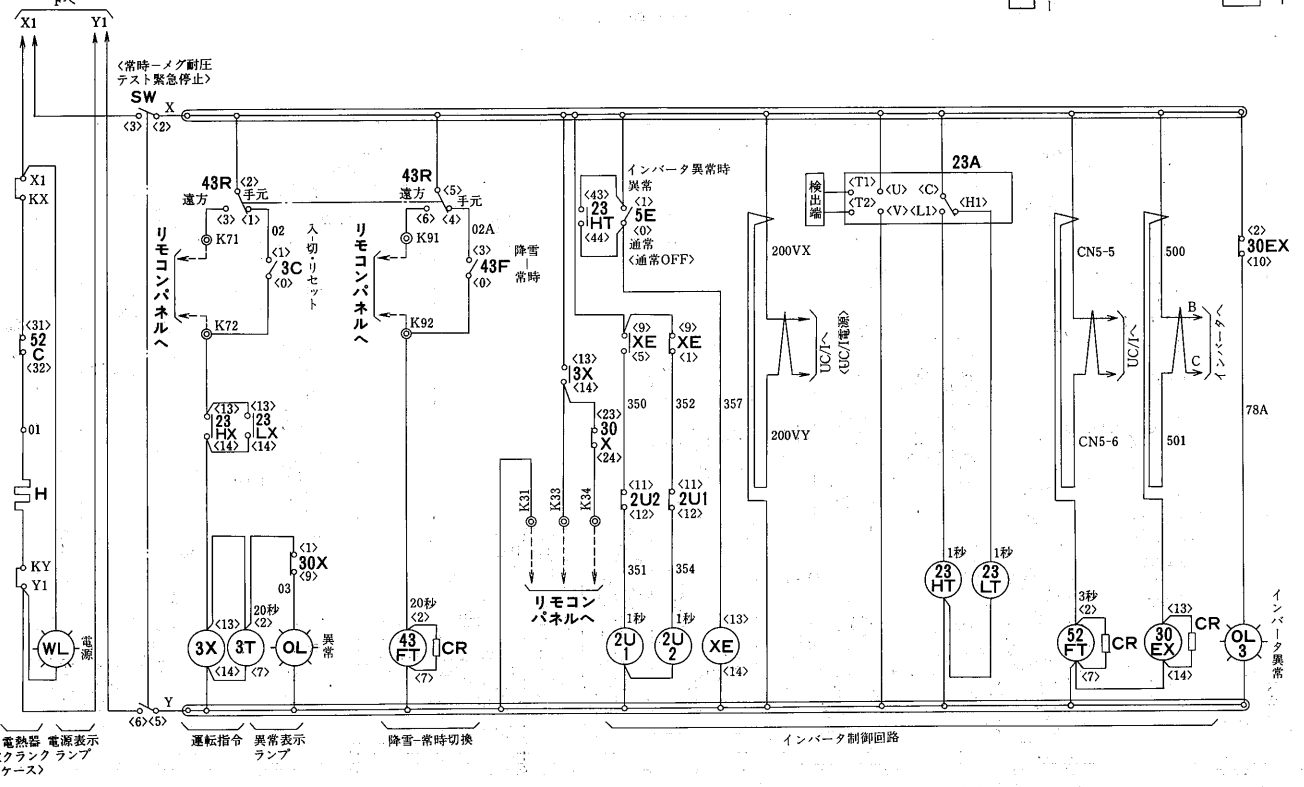 Fへ
X1
Y1
〈常時ーメグ耐圧
テスト緊急停止〉
SW
X
〈3〉
〈2〉
X1
KX
〈31〉
52
C
〈32〉
01
H
KY
Y1
WL
電源
電熱器
クランク
ケース〉
電源表示
ランプ
〈6〉〈5〉
Y
43R
〈2〉
遠方
手元
〈3〉
〈1〉
K71
リモコンパネルへ
02
〈1〉
3C
〈0〉
入-切・リセット
K72
〈13〉
23
HX
〈14〉
〈13〉
23
LX
〈14〉
〈1〉
30X
〈9〉
03
〈13〉
3X
〈14〉
20秒
〈2〉
3T
〈7〉
OL
異常
運転指令
異常表示
ランプ
43R
〈5〉
遠方
手元
〈6〉
〈4〉
K91
リモコンパネルへ
02A
〈3〉
43F
〈0〉
降雪ー常時
K92
20秒
〈2〉
43
FT
CR
〈7〉
降雪-常時切換
〈13〉
3X
〈14〉
〈23〉
30
X
〈24〉
K31
K33
K34
リモコン
パネルへ
インバータ異常時
異常
〈43〉
23
HT
〈44〉
〈1〉
5E
〈0〉
通常
〈通常OFF〉
〈9〉
XE
〈5〉
〈9〉
XE
〈1〉
350
352
357
〈11〉
2U2
〈12〉
〈11〉
2U1
〈12〉
351
354
1秒
2U
1
1秒
2U
2
〈13〉
XE
〈14〉
200VX
UC/Iへ
〈UC/I電源〉
200VY
23A
検出端
〈T1〉
〈T2〉
〈U〉
〈V〉
〈C〉
〈L1〉
〈H1〉
1秒
23
HT
1秒
23
LT
CN5-5
UC/Iへ
CN5-6
3秒
〈2〉
52
FT
CR
〈7〉
500
B
C
インバータへ
501
〈13〉
30
EX
CR
〈14〉
〈2〉
30EX
〈10〉
78A
OL
3
インバータ異常
インバータ制御回路